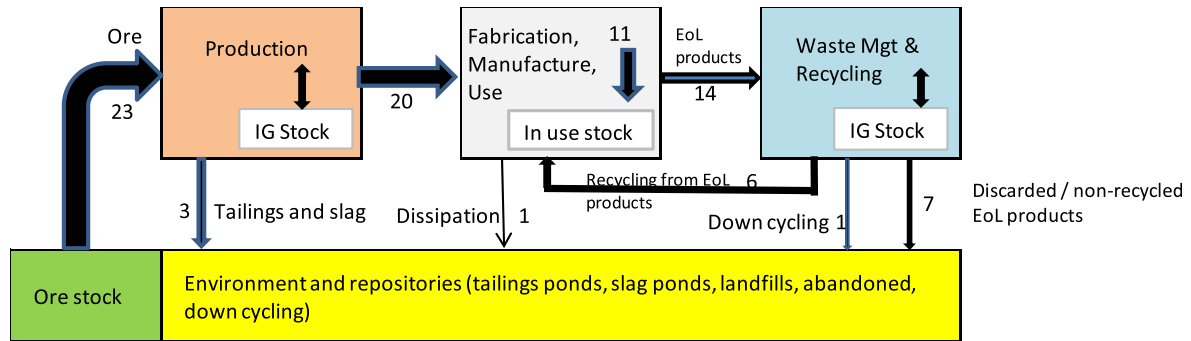 Ore
23
Production
IG Stock
20
Fabrication,
Manufacture,
Use
11
In use stock
EoL
products
14
Waste Mgt &
Recycling
IG Stock
3
Tailings and slag
Dissipation
1
Recycling from EoL
products
6
Down cycling
1
7
Discarded / non-recycled
EoL products
Ore stock
Environment and repositories (tailings ponds, slag ponds, landfills, abandoned,
down cycling)